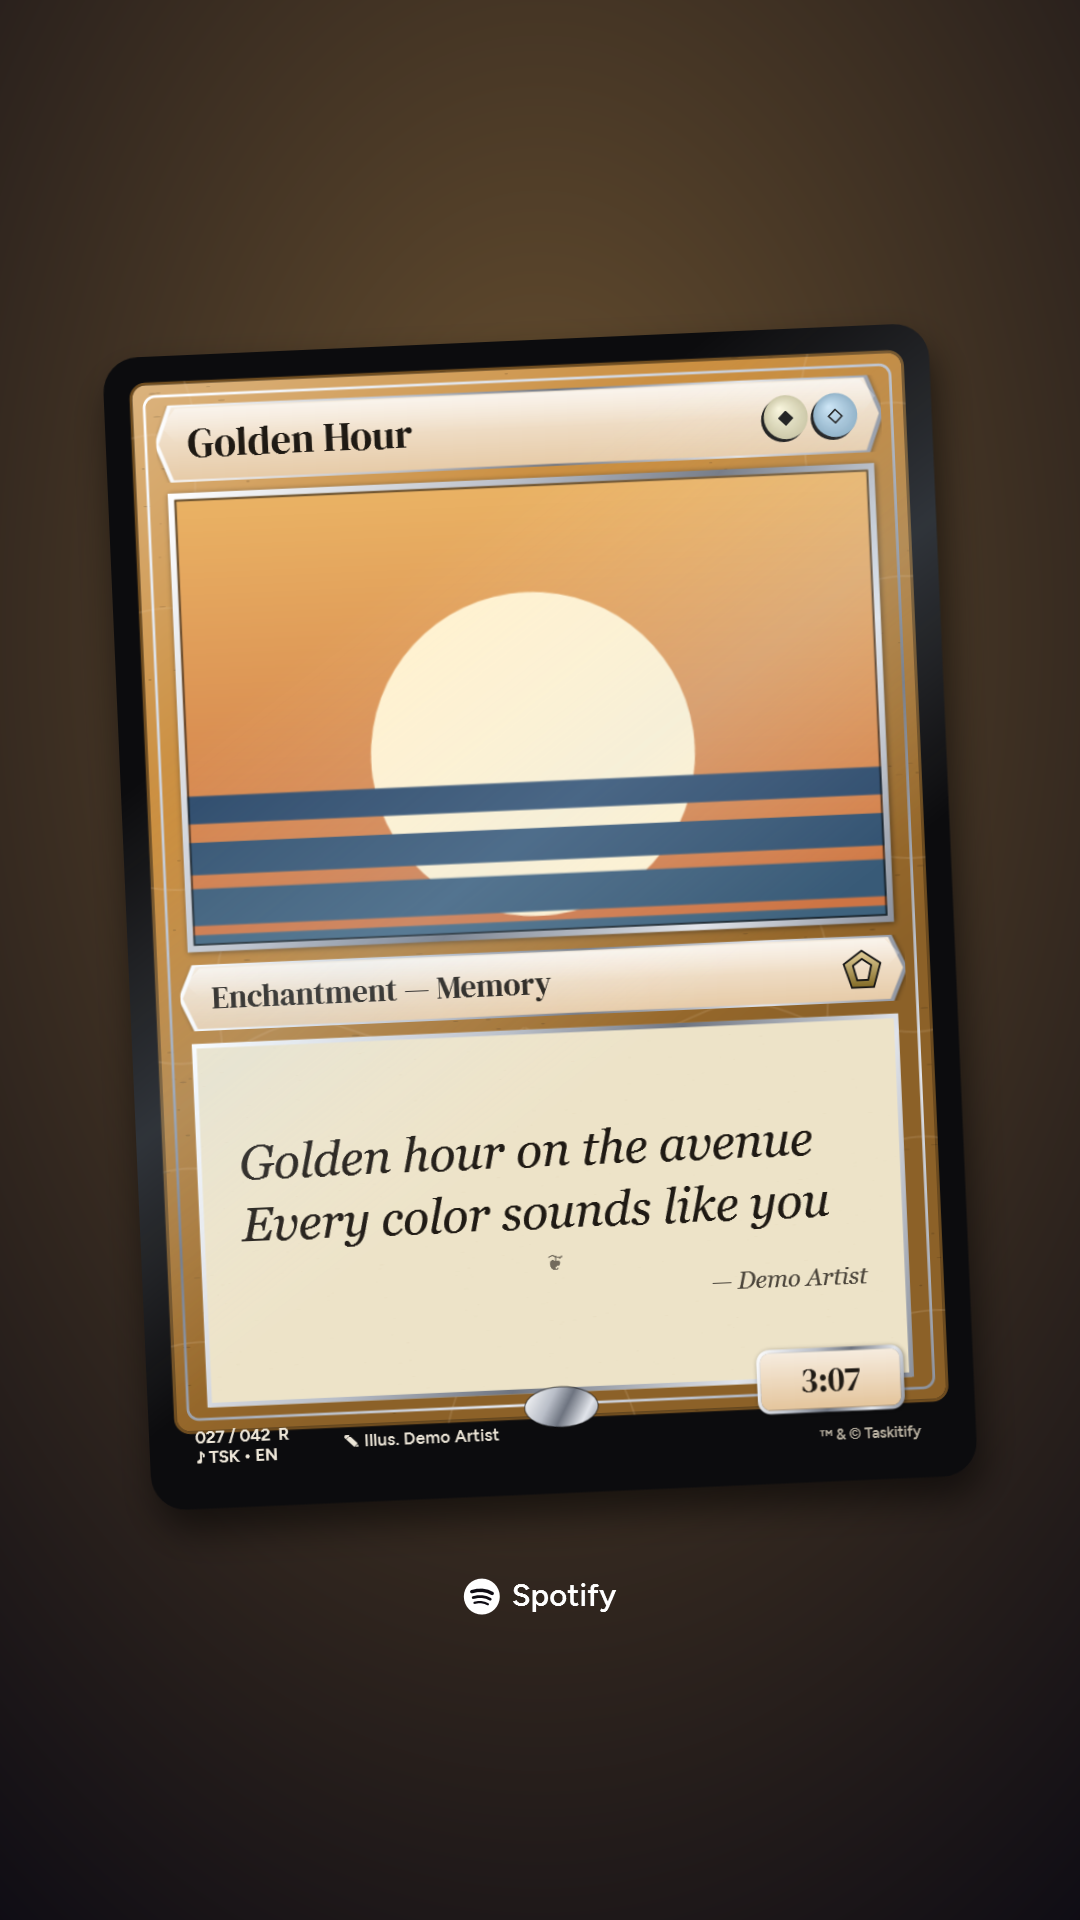 Golden Hour
Enchantment — Memory
Golden hour on the avenue
Every color sounds like you
— Demo Artist
3:07
027 / 042 R
♪ TSK • EN
✎ Illus. Demo Artist
™ & © Taskitify
Spotify